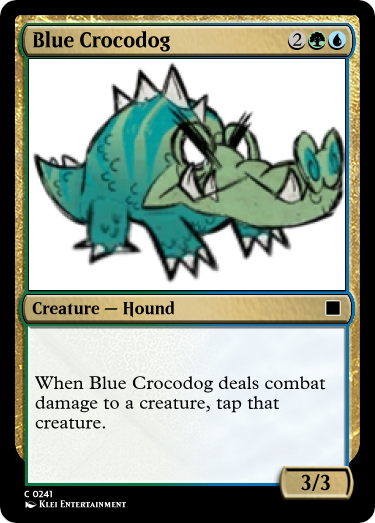 Blue Crocodog 2
Creature — Hound
When Blue Crocodog deals combat
damage to a creature, tap that
creature.
3/3
C 0241
Klei Entertainment